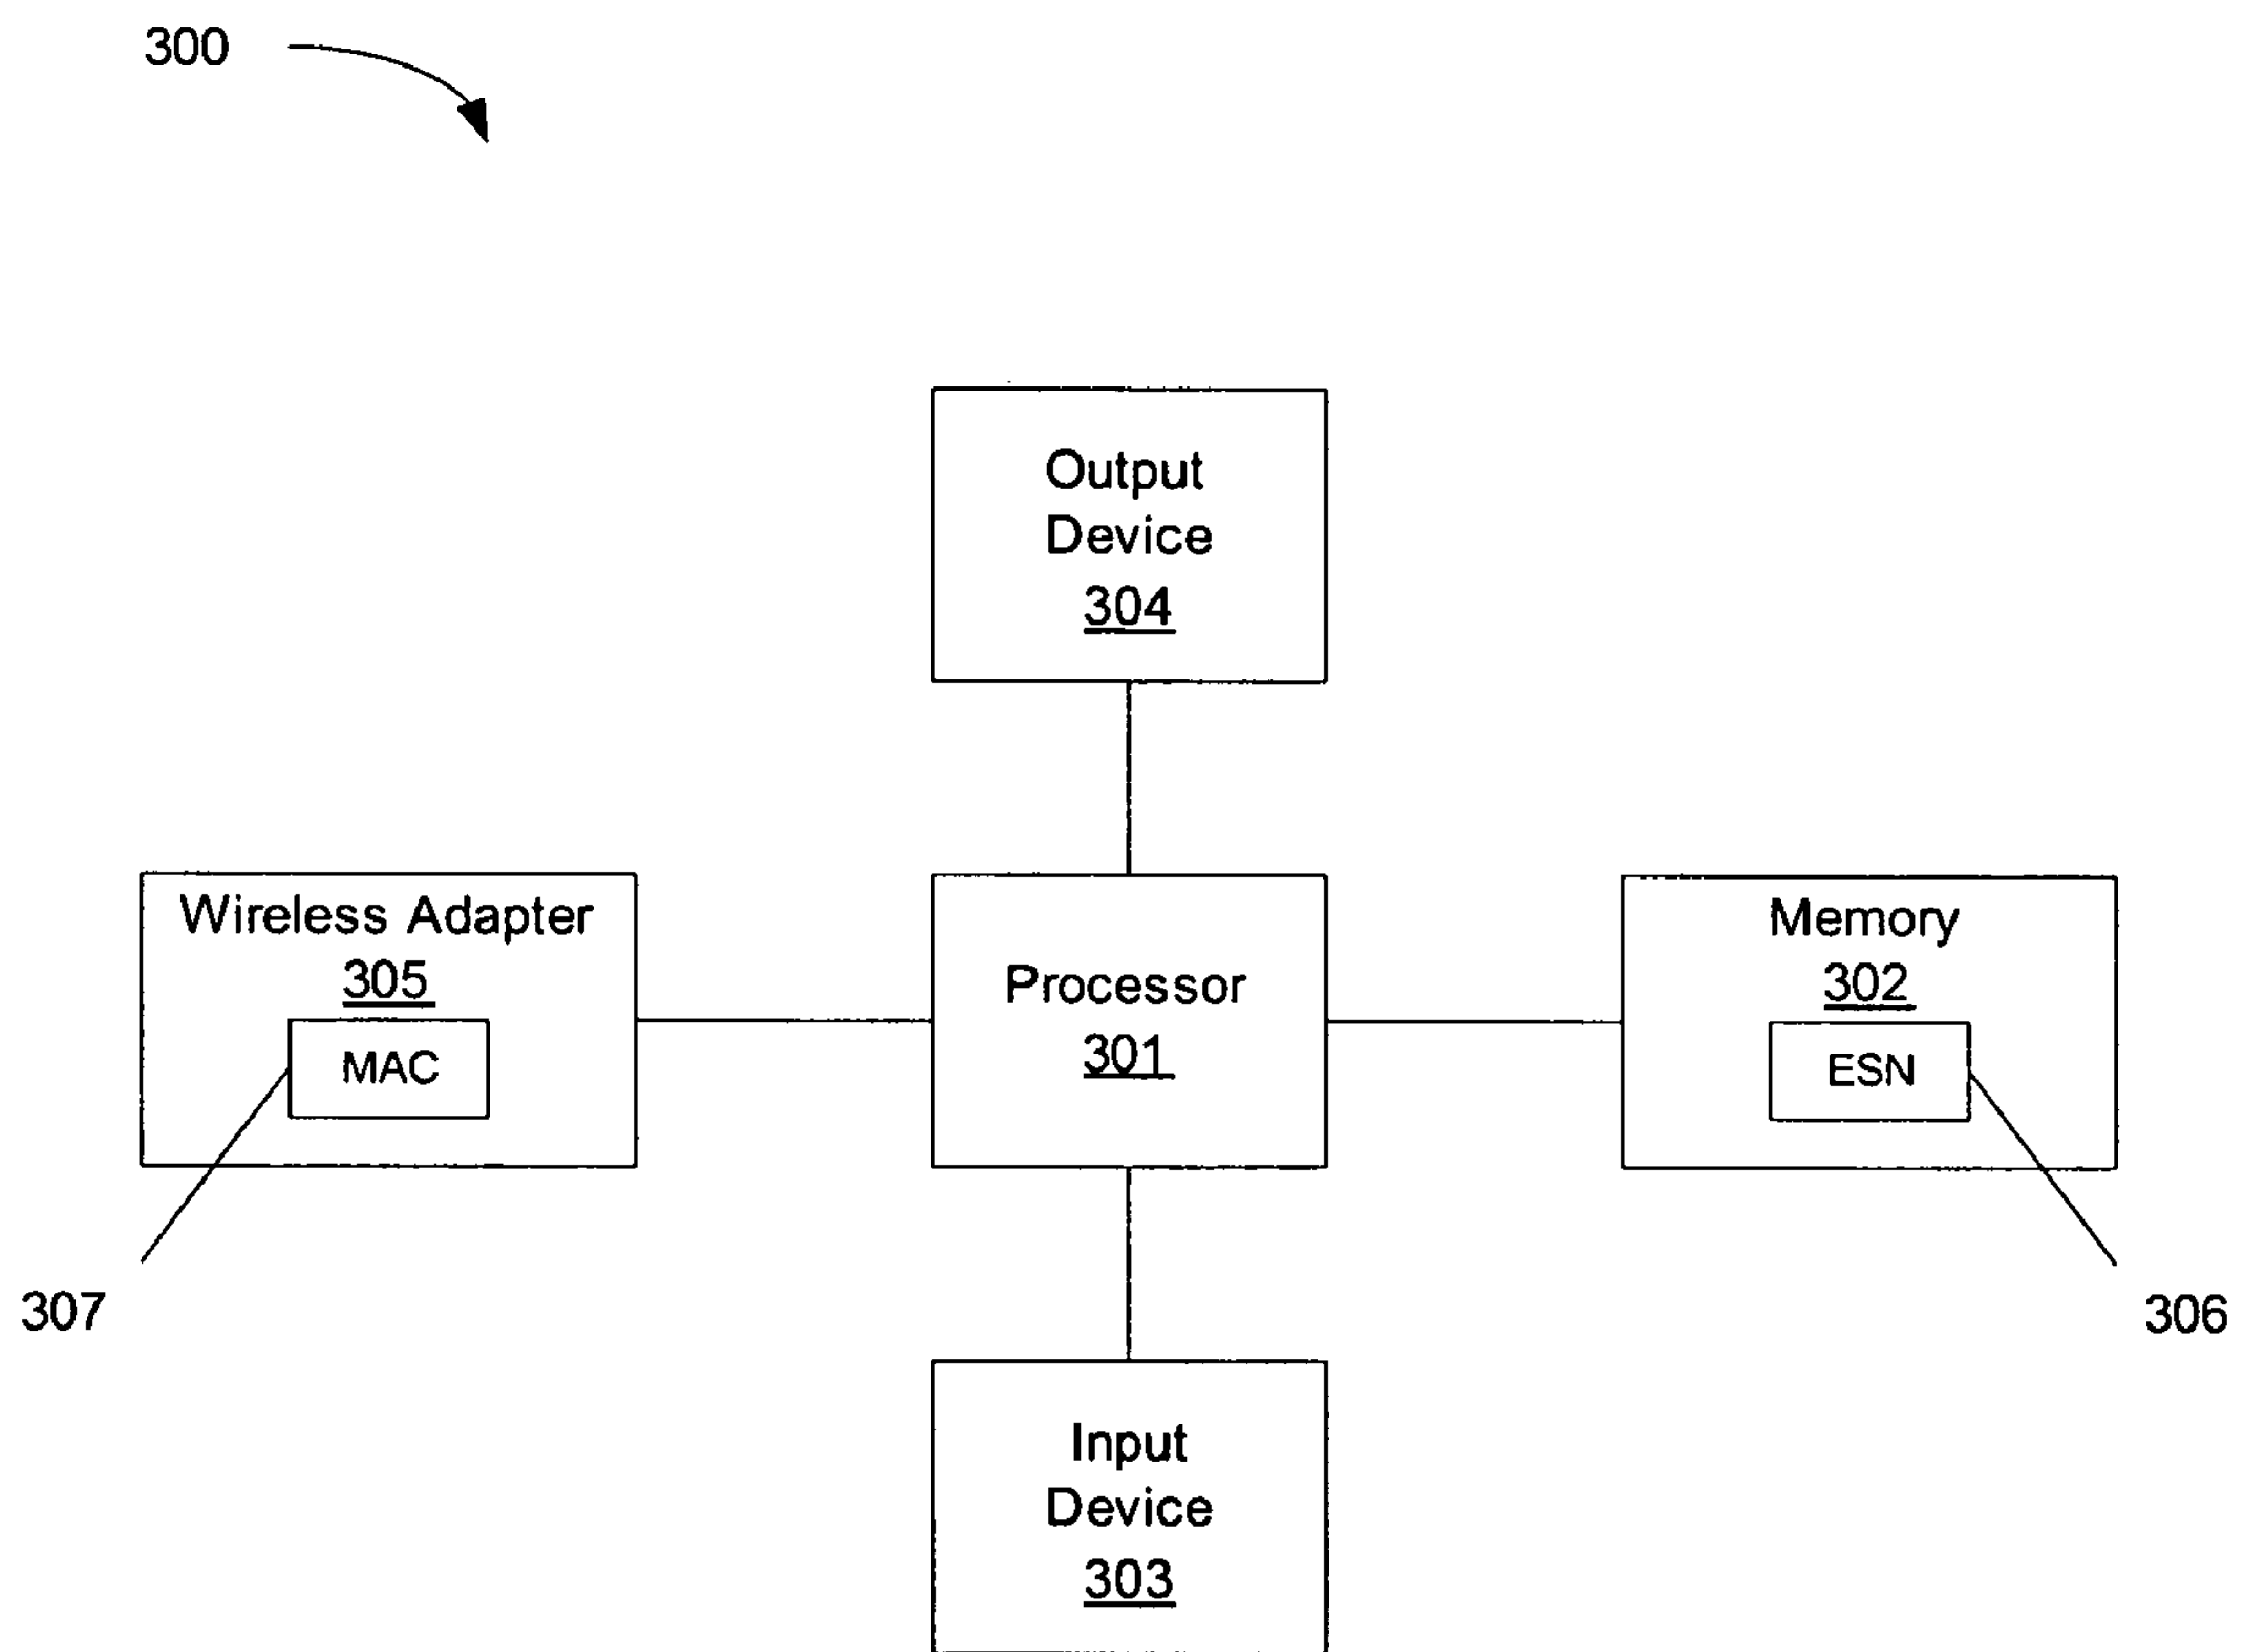 300
Output
Device
304
Wireless Adapter
305
MAC
Processor
301
Memory
302
ESN
307
306
Input
Device
303